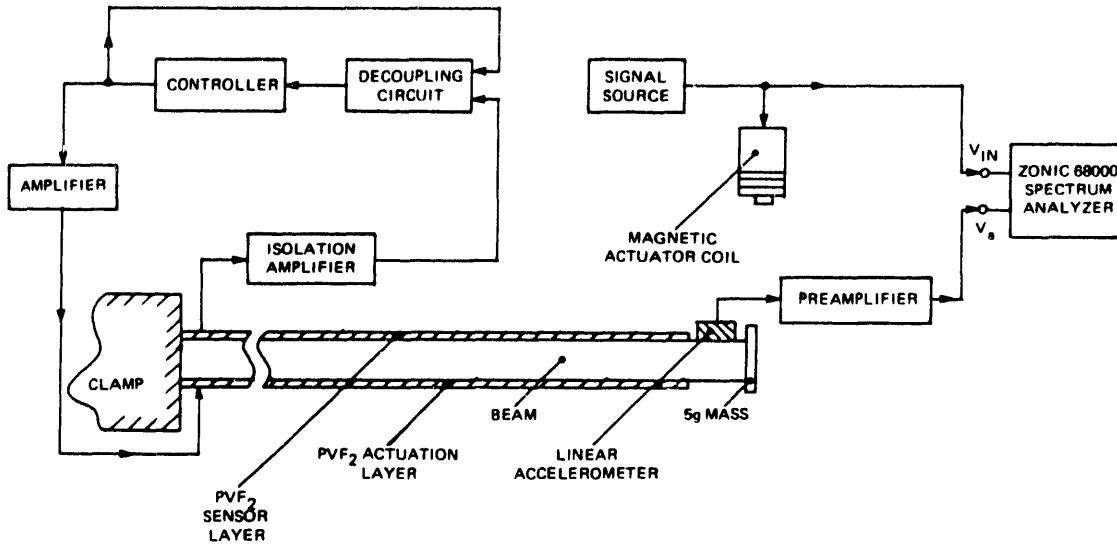 CONTROLLER
DECOUPLING
CIRCUIT
SIGNAL
SOURCE
AMPLIFIER
ISOLATION
AMPLIFIER
MAGNETIC
ACTUATOR COIL
V_IN
ZONIC 68000
SPECTRUM
ANALYZER
V_a
PREAMPLIFIER
CLAMP
BEAM
5g MASS
PVF2 ACTUATION
LAYER
LINEAR
ACCELEROMETER
PVF2
SENSOR
LAYER